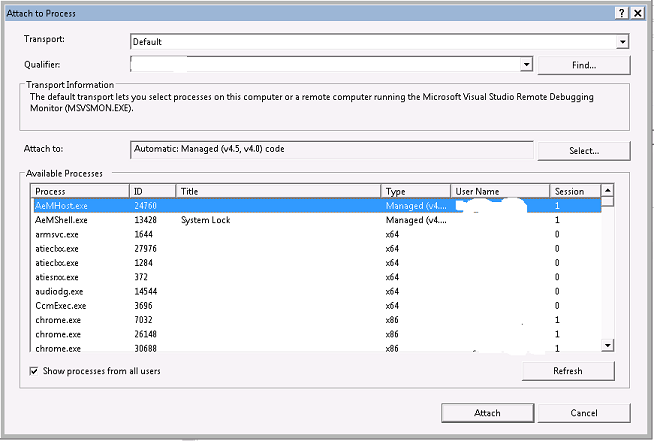 Attach to Process
Transport: Default
Qualifier: Find...
Transport Information
The default transport lets you select processes on this computer or a remote computer running the Microsoft Visual Studio Remote Debugging
Monitor (MSVSMON.EXE).
Attach to: Automatic: Managed (v4.5, v4.0) code Select...
Available Processes
Process ID Title Type User Name Session
AeMHost.exe 24760 Managed (v4.... 1
AeMShell.exe 13428 System Lock Managed (v4.... 1
armsvc.exe 1644 x64 0
atieclxx.exe 27976 x64 0
atieclxx.exe 1284 x64 0
atiesrxx.exe 372 x64 0
audiodg.exe 14544 x64 0
CcmExec.exe 3696 x64 0
chrome.exe 7032 x86 1
chrome.exe 26148 x86 1
chrome.exe 30688 x86 1
Show processes from all users Refresh
Attach Cancel